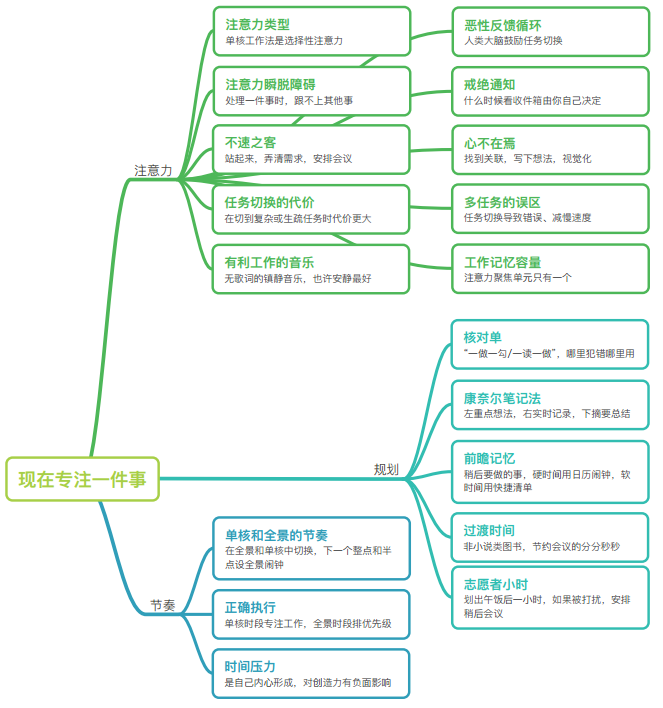 现在专注一件事
注意力
注意力类型
单核工作法是选择性注意力
注意力瞬脱障碍
处理一件事时，跟不上其他事
不速之客
站起来，弄清需求，安排会议
任务切换的代价
在切到复杂或生疏任务时代价更大
有利工作的音乐
无歌词的镇静音乐，也许安静最好
恶性反馈循环
人类大脑鼓励任务切换
戒绝通知
什么时候看收件箱由你自己决定
心不在焉
找到关联，写下想法，视觉化
多任务的误区
任务切换导致错误、减慢速度
工作记忆容量
注意力聚焦单元只有一个
规划
核对单
“一做一勾/一读一做”，哪里犯错哪里用
康奈尔笔记法
左重点想法，右实时记录，下摘要总结
前瞻记忆
稍后要做的事，硬时间用日历闹钟，软
时间用快捷清单
过渡时间
非小说类图书，节约会议的分分秒秒
志愿者小时
划出午饭后一小时，如果被打扰，安排
稍后会议
节奏
单核和全景的节奏
在全景和单核中切换，下一个整点和半
点设全景闹钟
正确执行
单核时段专注工作，全景时段排优先级
时间压力
是自己内心形成，对创造力有负面影响